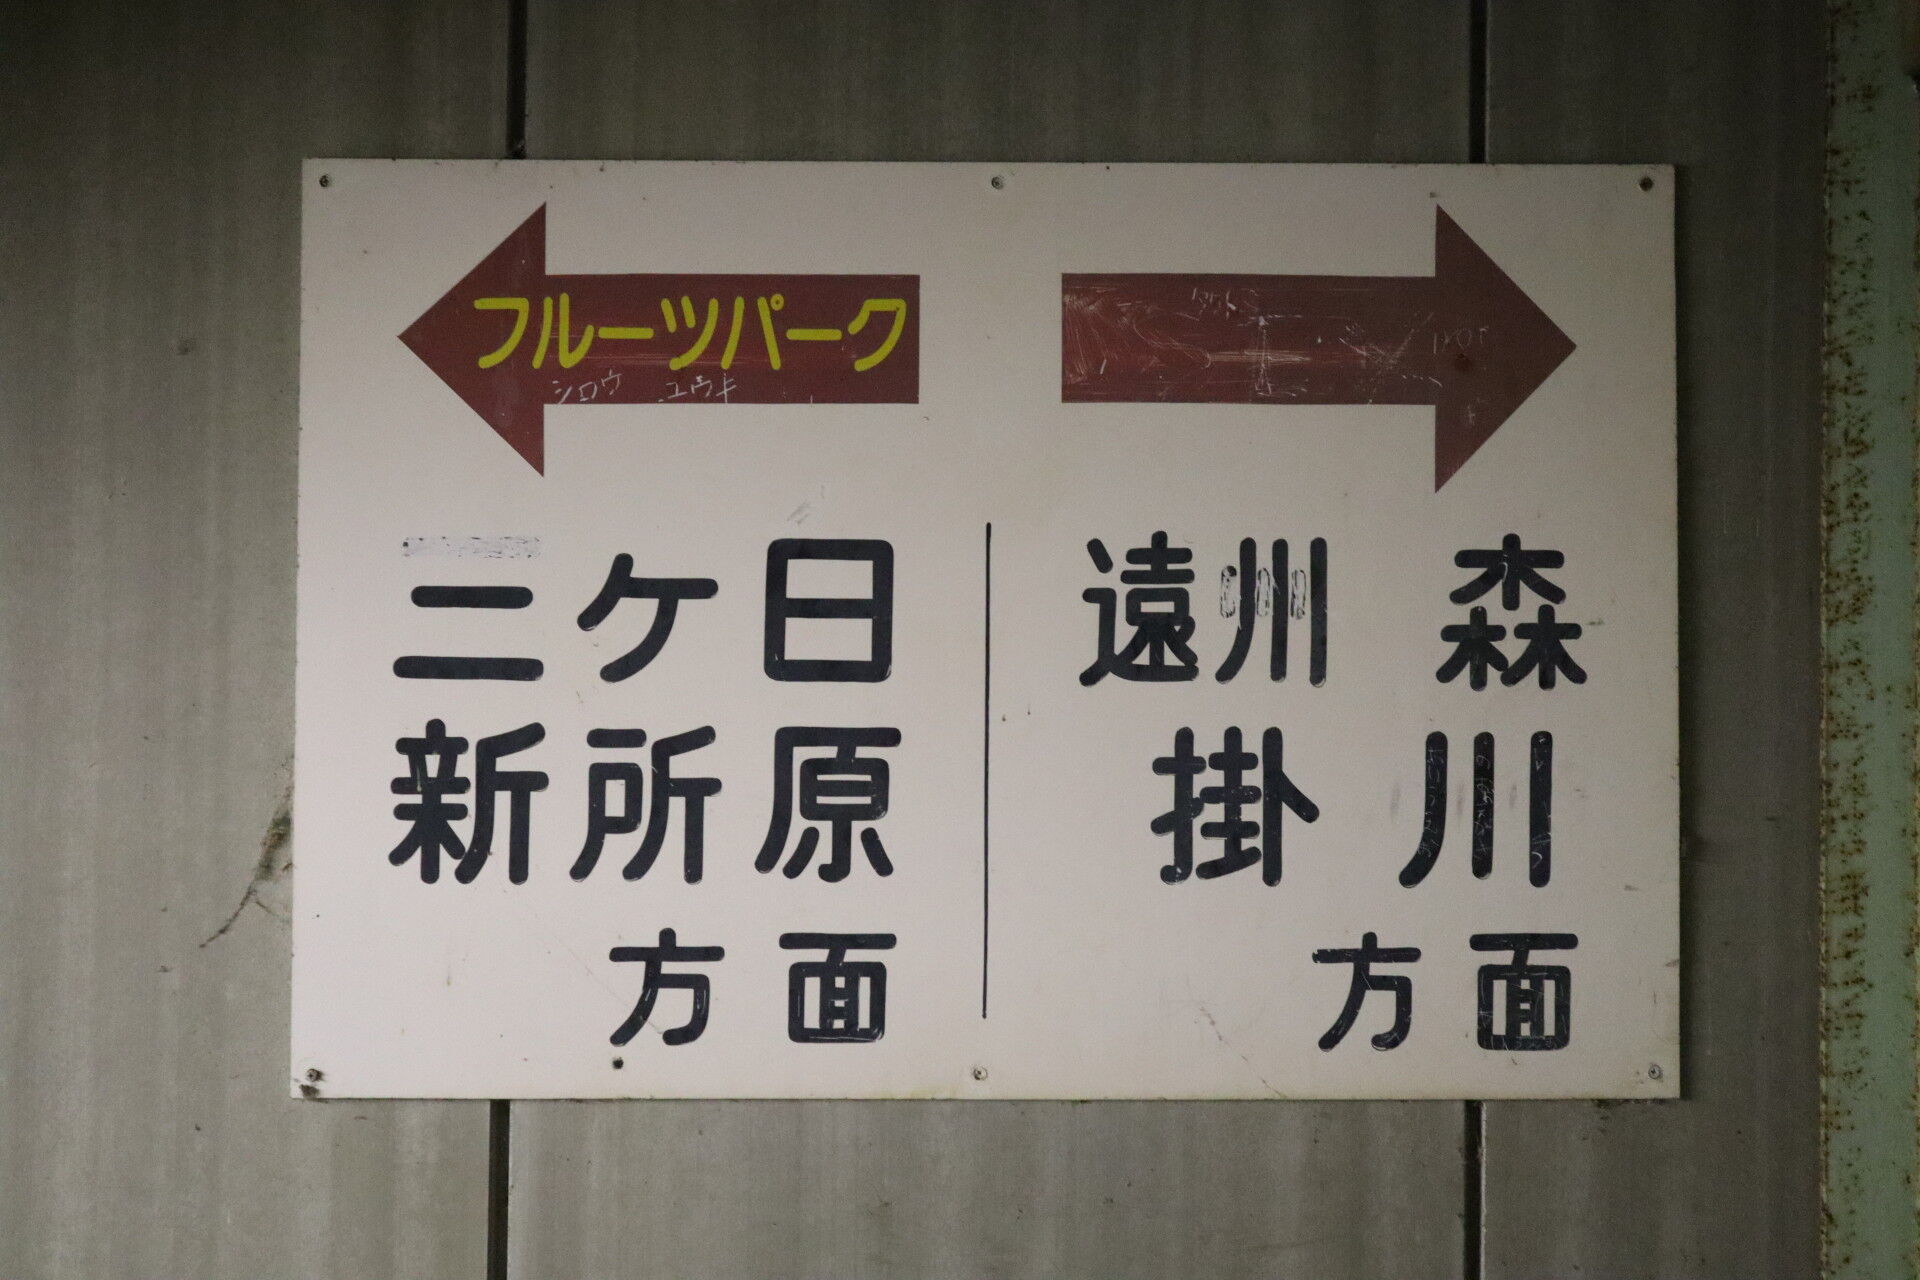 フルーツパーク
シロウ ユウキ
三ケ日
新所原
方面
遠州森
掛川
方面